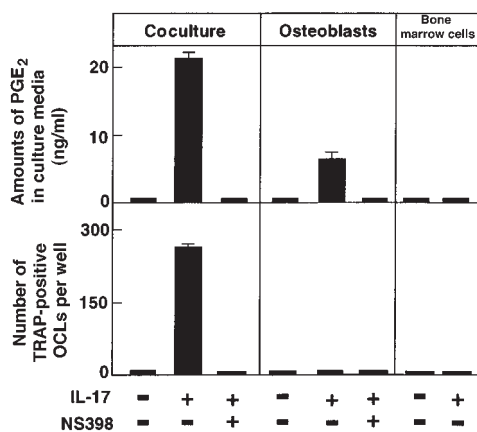 Coculture Osteoblasts Bone marrow cells
Amounts of PGE2
in culture media
(ng/ml)
20
10
0
Number of
TRAP-positive
OCLs per well
300
150
0
IL-17 - + + - + + - +
NS398 - - + - - + - -